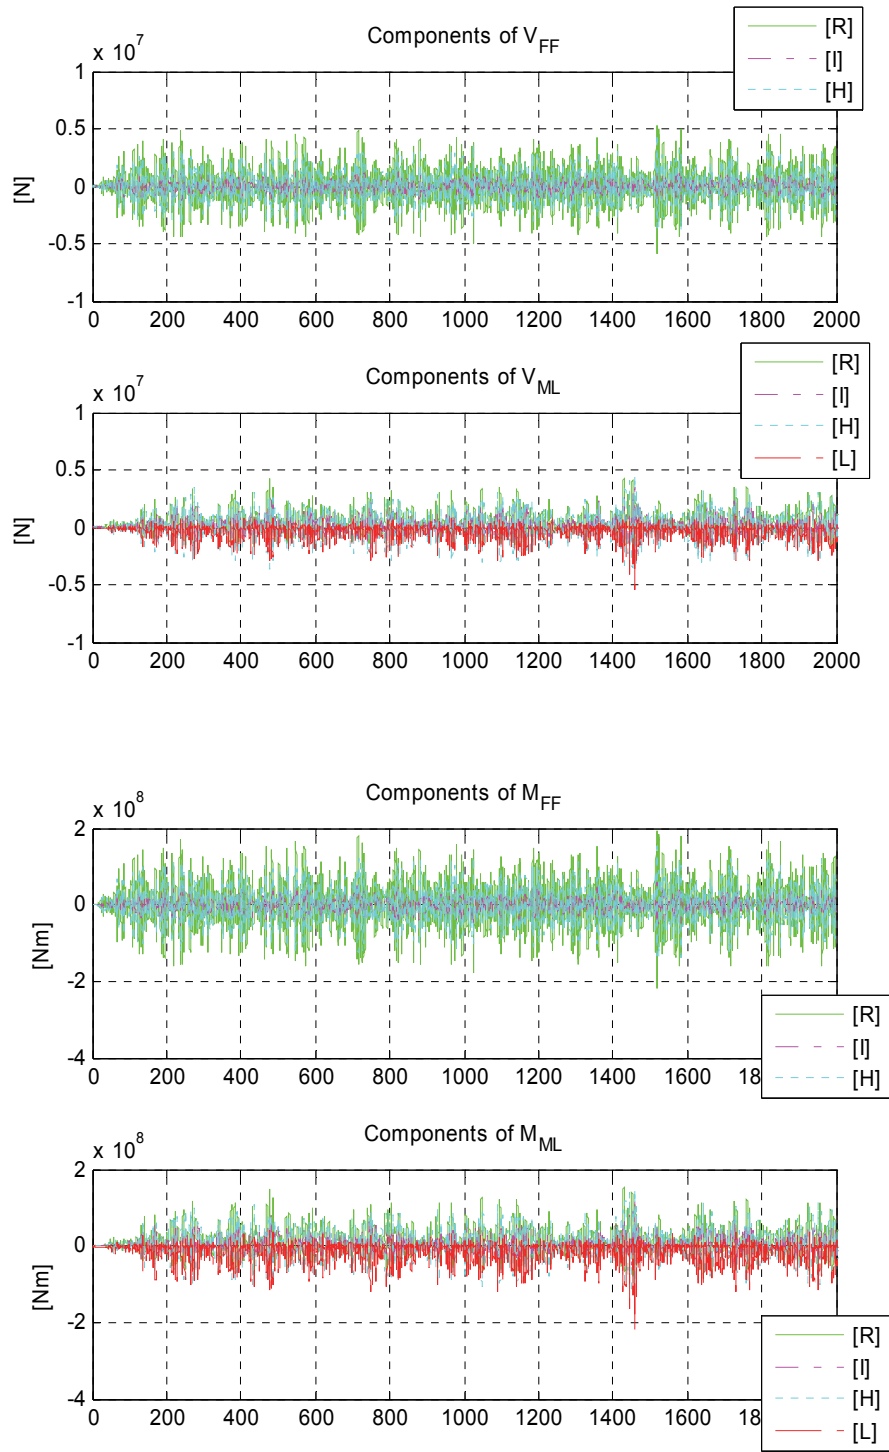 x 10^7
Components of V_FF
[R]
[I]
[H]
1
0.5
0
-0.5
-1
[N]
0 200 400 600 800 1000 1200 1400 1600 1800 2000
x 10^7
Components of V_ML
[R]
[I]
[H]
[L]
1
0.5
0
-0.5
-1
[N]
0 200 400 600 800 1000 1200 1400 1600 1800 2000
x 10^8
Components of M_FF
2
0
-2
-4
[Nm]
[R]
[I]
[H]
0 200 400 600 800 1000 1200 1400 1600
x 10^8
Components of M_ML
2
0
-2
-4
[Nm]
[R]
[I]
[H]
[L]
0 200 400 600 800 1000 1200 1400 1600